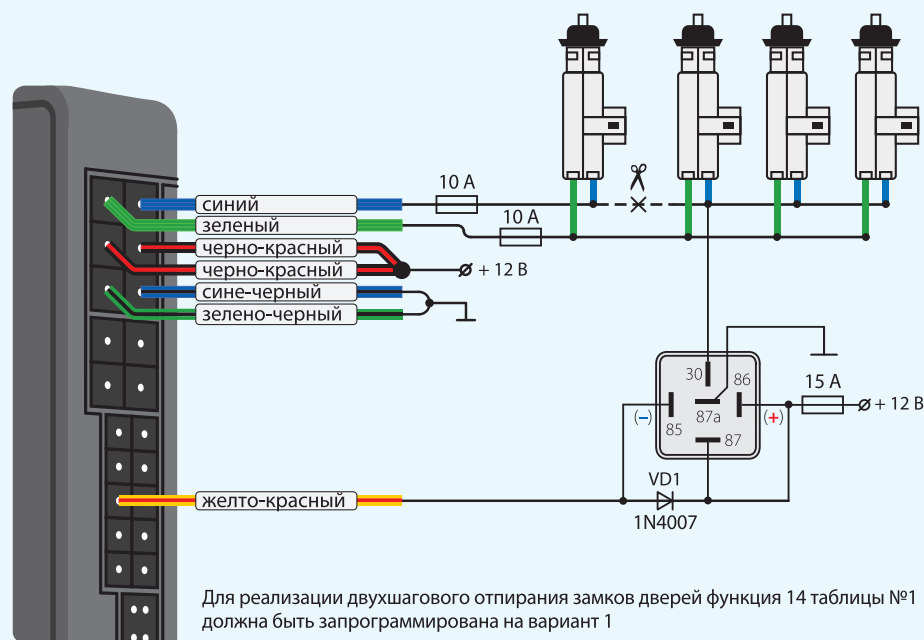 10 А
синий
10 А
зеленый
черно-красный
черно-красный
+ 12 В
сине-черный
зелено-черный
30
86
15 А
87а
(–)
(+)
+ 12 В
85
87
VD1
желто-красный
1N4007
Для реализации двухшагового отпирания замков дверей функция 14 таблицы №1
должна быть запрограммирована на вариант 1